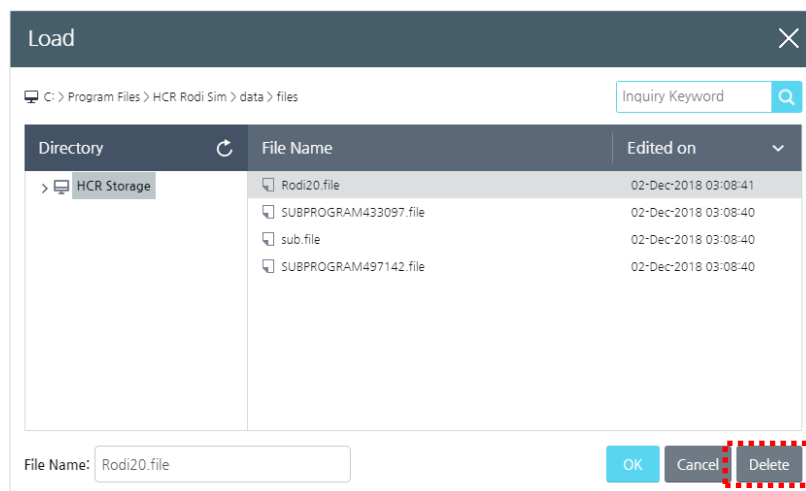 Load
C: > Program Files > HCR Rodi Sim > data > files
Inquiry Keyword
Directory File Name Edited on
HCR Storage Rodi20.file 02-Dec-2018 03:08:41
SUBPROGRAM433097.file 02-Dec-2018 03:08:40
sub.file 02-Dec-2018 03:08:40
SUBPROGRAM497142.file 02-Dec-2018 03:08:40
File Name: Rodi20.file OK Cancel Delete